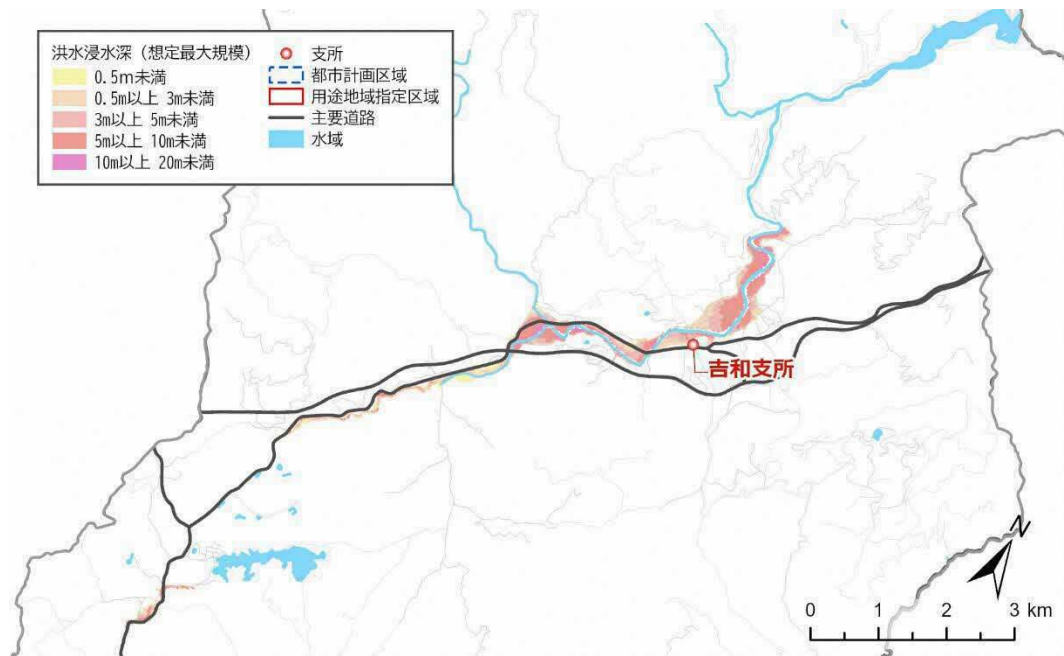 洪水浸水深（想定最大規模）
0.5m未満
0.5m以上 3m未満
3m以上 5m未満
5m以上 10m未満
10m以上 20m未満
支所
都市計画区域
用途地域指定区域
主要道路
水域
吉和支所
N
0 1 2 3 km